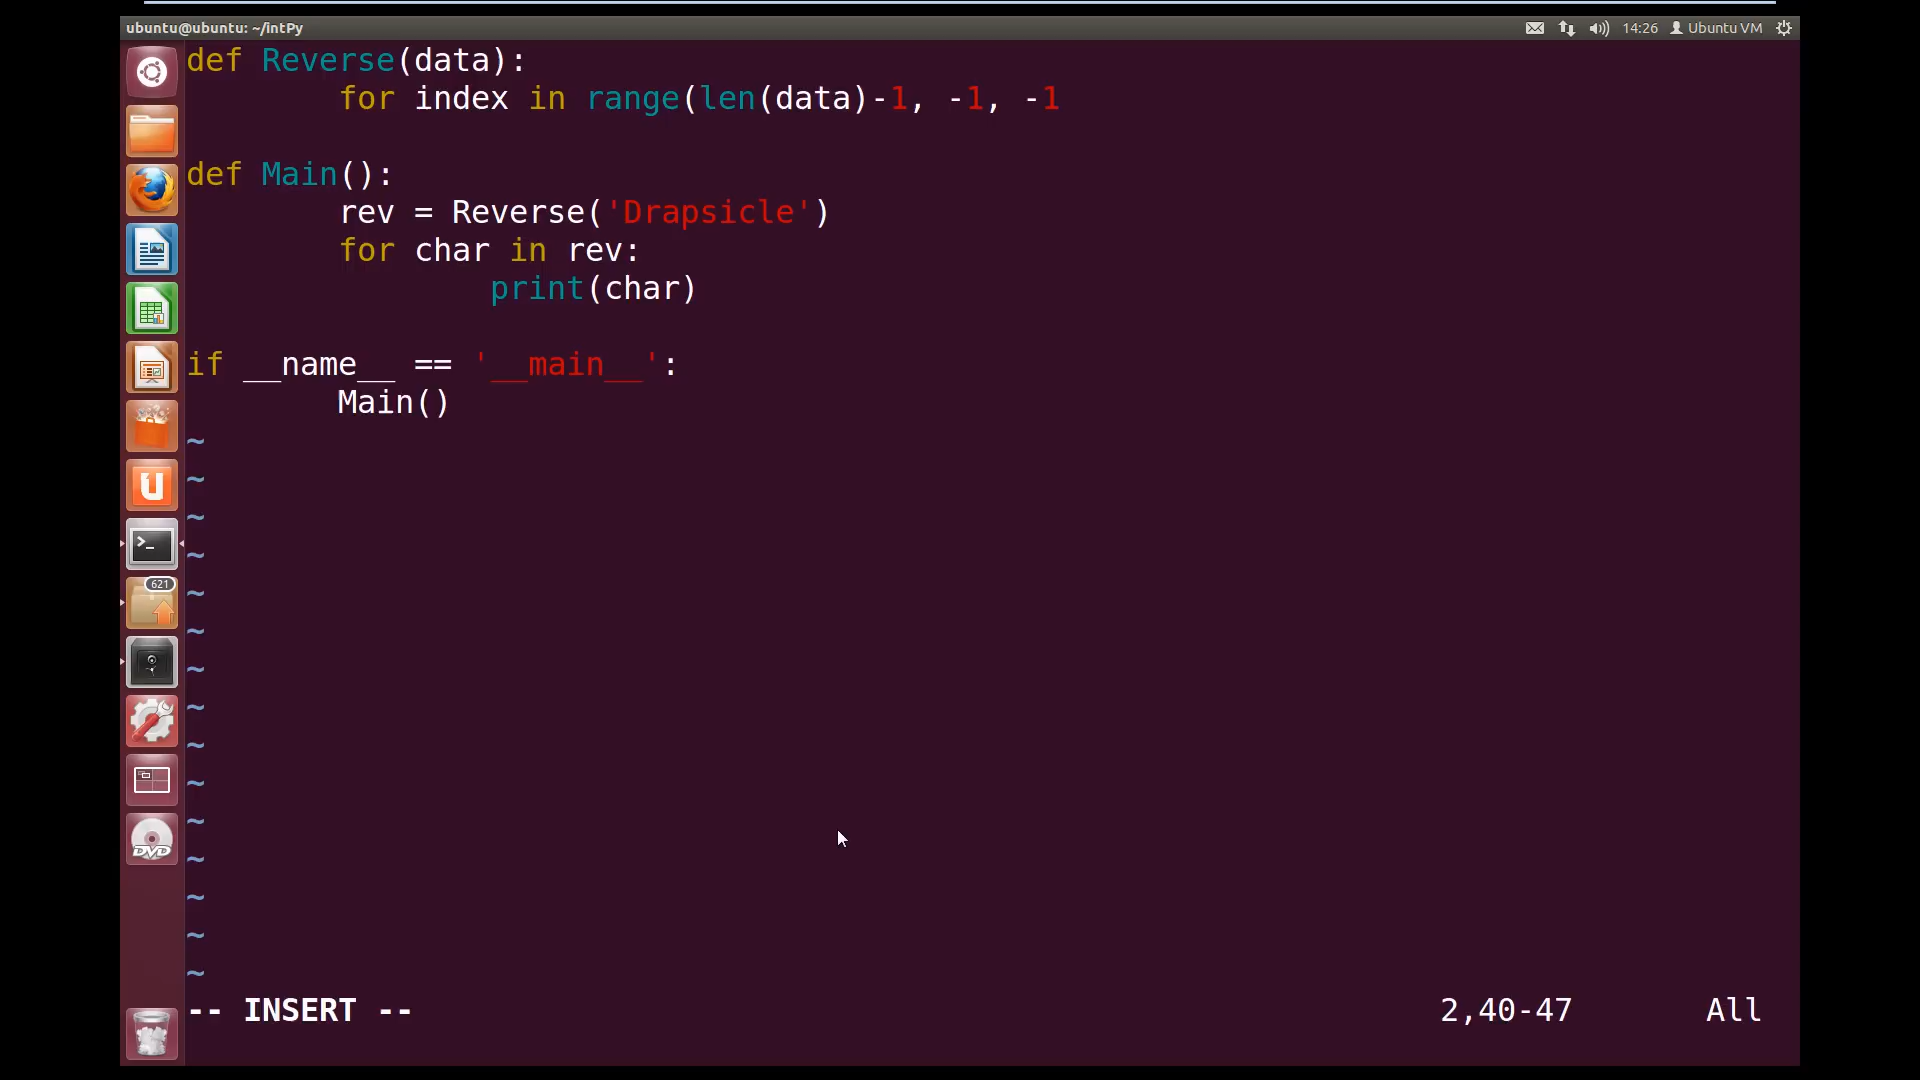 ubuntu@ubuntu: ~/intPy
14:26 Ubuntu VM
def Reverse(data):
        for index in range(len(data)-1, -1, -1

def Main():
        rev = Reverse('Drapsicle')
        for char in rev:
                print(char)

if __name__ == '__main__':
        Main()
~
~
~
~
~
621
~
~
~
~
~
~
~
DVD
~
~
~
~
-- INSERT --
2,40-47
All